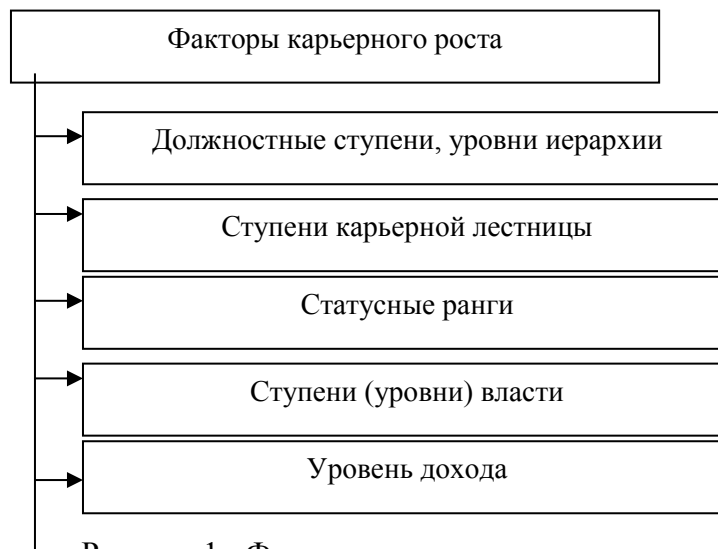 Факторы карьерного роста
Должностные ступени, уровни иерархии
Ступени карьерной лестницы
Статусные ранги
Ступени (уровни) власти
Уровень дохода